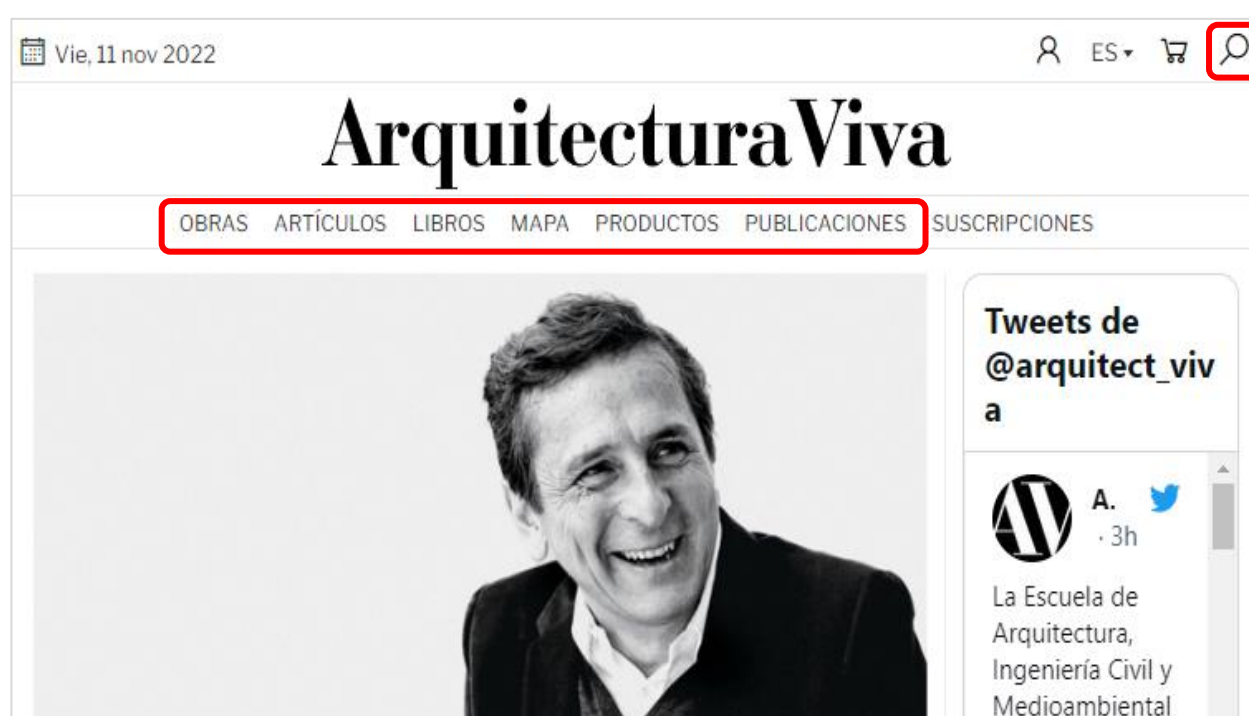 Vie, 11 nov 2022
ES
ArquitecturaViva
OBRAS ARTÍCULOS LIBROS MAPA PRODUCTOS PUBLICACIONES SUSCRIPCIONES
Tweets de
@arquitect_viv
a
AV
A.
· 3h
La Escuela de
Arquitectura,
Ingeniería Civil y
Medioambiental